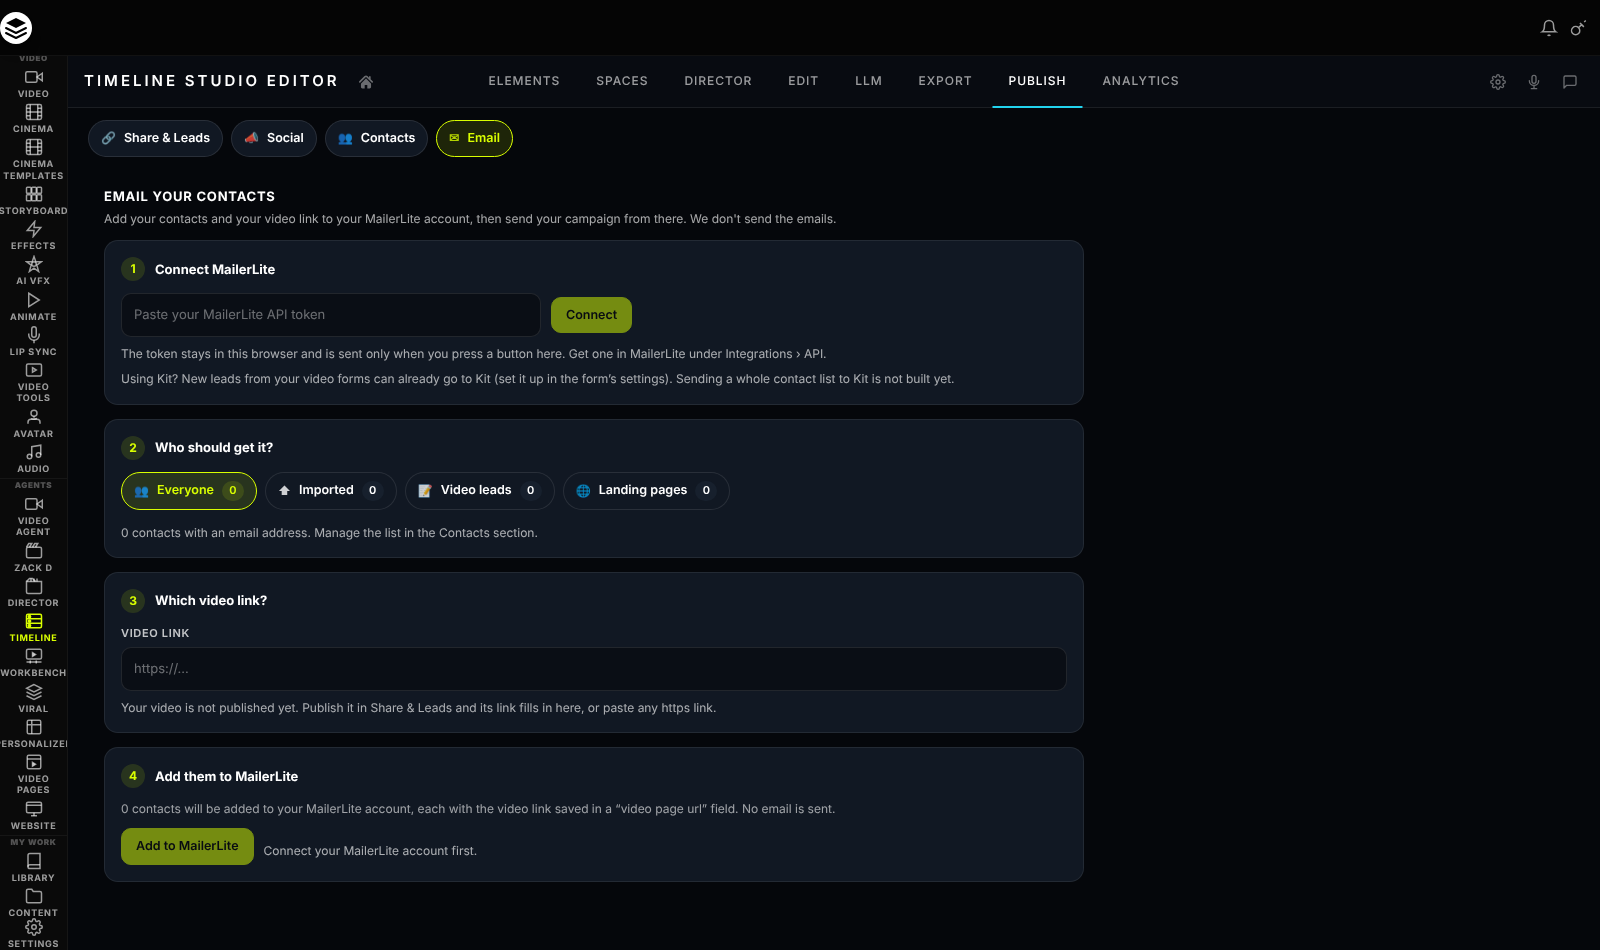 TIMELINE STUDIO EDITOR
ELEMENTS
SPACES
DIRECTOR
EDIT
LLM
EXPORT
PUBLISH
ANALYTICS
VIDEO
VIDEO
CINEMA
CINEMA
TEMPLATES
STORYBOARD
EFFECTS
AI VFX
ANIMATE
LIP SYNC
VIDEO
TOOLS
AVATAR
AUDIO
AGENTS
VIDEO
AGENT
ZACK D
DIRECTOR
TIMELINE
WORKBENCH
VIRAL
PERSONALIZE
VIDEO
PAGES
WEBSITE
MY WORK
LIBRARY
CONTENT
SETTINGS
Share & Leads
Social
Contacts
Email
EMAIL YOUR CONTACTS
Add your contacts and your video link to your MailerLite account, then send your campaign from there. We don't send the emails.
1 Connect MailerLite
Paste your MailerLite API token
Connect
The token stays in this browser and is sent only when you press a button here. Get one in MailerLite under Integrations › API.
Using Kit? New leads from your video forms can already go to Kit (set it up in the form’s settings). Sending a whole contact list to Kit is not built yet.
2 Who should get it?
Everyone 0
Imported 0
Video leads 0
Landing pages 0
0 contacts with an email address. Manage the list in the Contacts section.
3 Which video link?
VIDEO LINK
https://...
Your video is not published yet. Publish it in Share & Leads and its link fills in here, or paste any https link.
4 Add them to MailerLite
0 contacts will be added to your MailerLite account, each with the video link saved in a “video page url” field. No email is sent.
Add to MailerLite
Connect your MailerLite account first.